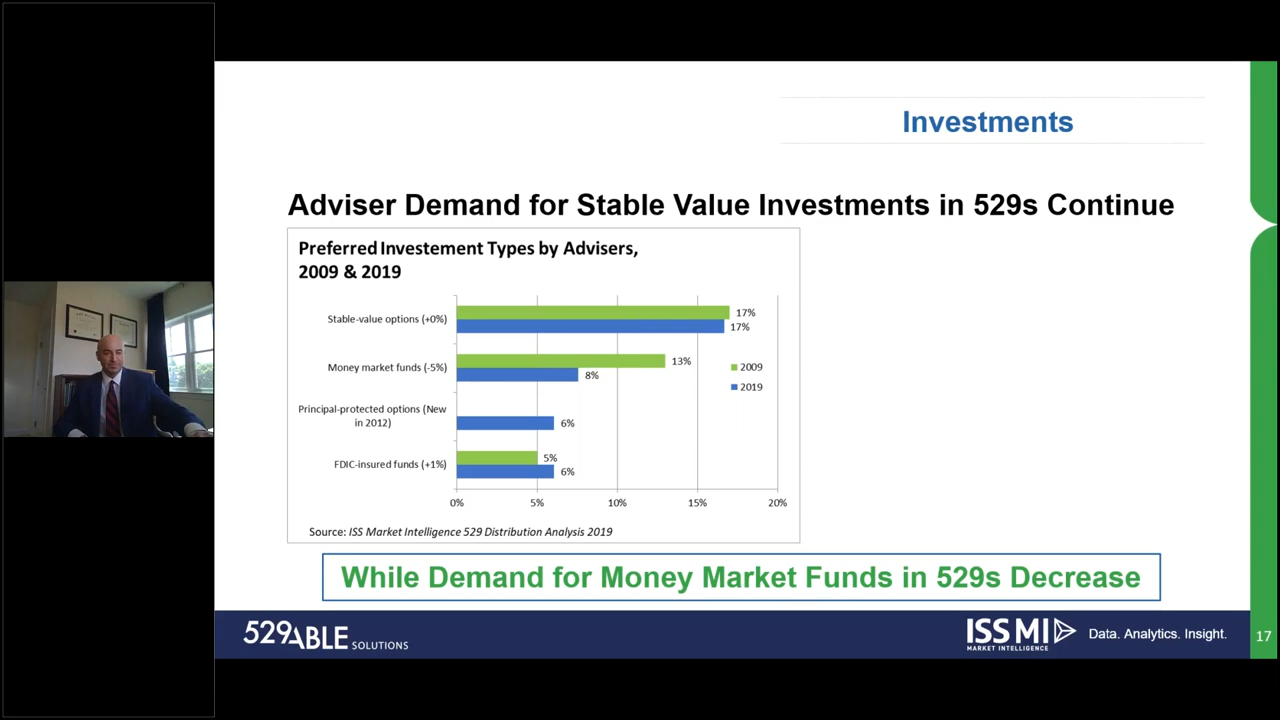 Investments
Adviser Demand for Stable Value Investments in 529s Continue
Preferred Investement Types by Advisers,
2009 & 2019
Stable-value options (+0%)
17%
17%
Money market funds (-5%)
13%
8%
Principal-protected options (New
in 2012)
6%
FDIC-insured funds (+1%)
5%
6%
2009
2019
0% 5% 10% 15% 20%
Source: ISS Market Intelligence 529 Distribution Analysis 2019
While Demand for Money Market Funds in 529s Decrease
529ABLE SOLUTIONS
ISS MI
MARKET INTELLIGENCE
Data. Analytics. Insight.
17